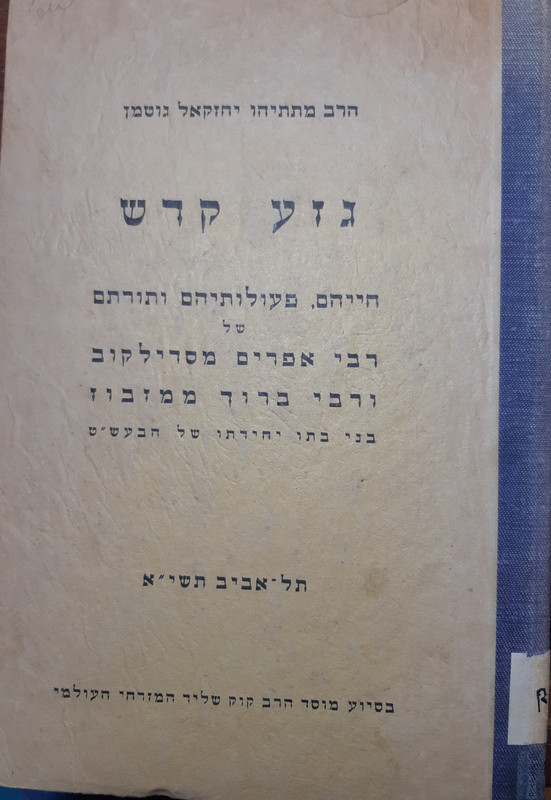 הרב מתתיהו יחזקאל גוטמן
גזע קדש
חייהם, פעולותיהם ותורתם
של
רבי אפרים מסדילקוב
ורבי ברוך ממזבוז
בני בתו יחידתו של הבעש״ט
תל־אביב תשי״א
בסיוע מוסד הרב קוק שליד המזרחי העולמי